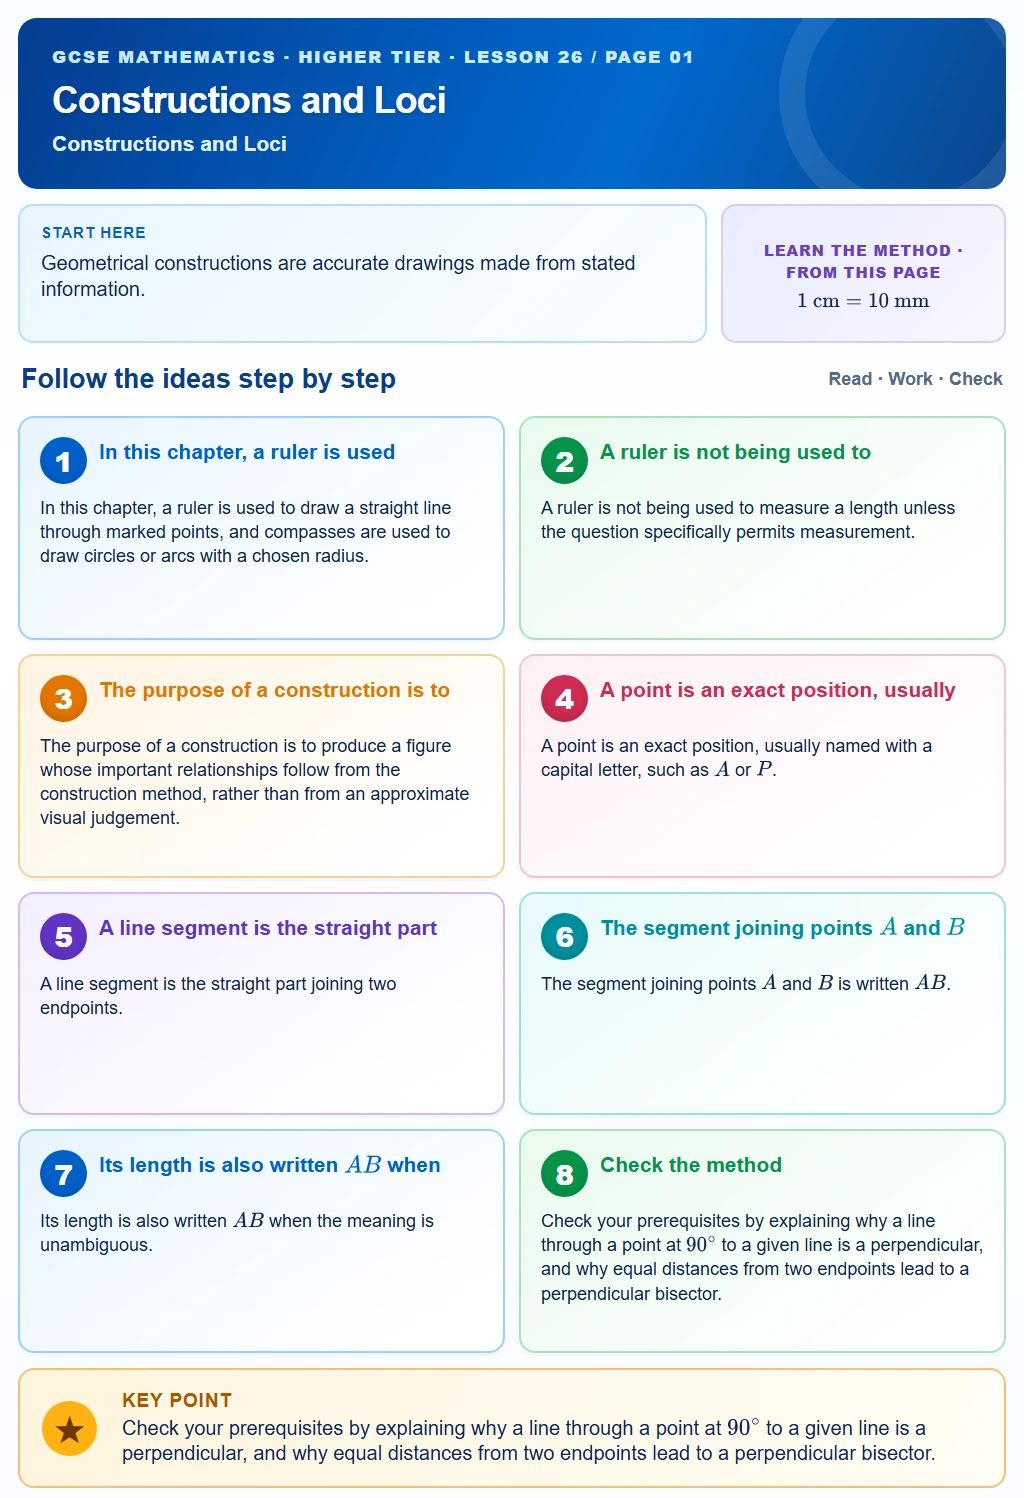 GCSE MATHEMATICS · HIGHER TIER · LESSON 26 / PAGE 01
Constructions and Loci
Constructions and Loci
START HERE
Geometrical constructions are accurate drawings made from stated
information.
LEARN THE METHOD ·
FROM THIS PAGE
1 cm = 10 mm
Follow the ideas step by step
Read · Work · Check
1 In this chapter, a ruler is used
In this chapter, a ruler is used to draw a straight line
through marked points, and compasses are used to
draw circles or arcs with a chosen radius.
2 A ruler is not being used to
A ruler is not being used to measure a length unless
the question specifically permits measurement.
3 The purpose of a construction is to
The purpose of a construction is to produce a figure
whose important relationships follow from the
construction method, rather than from an approximate
visual judgement.
4 A point is an exact position, usually
A point is an exact position, usually named with a
capital letter, such as A or P.
5 A line segment is the straight part
A line segment is the straight part joining two
endpoints.
6 The segment joining points A and B
The segment joining points A and B is written AB.
7 Its length is also written AB when
Its length is also written AB when the meaning is
unambiguous.
8 Check the method
Check your prerequisites by explaining why a line
through a point at 90° to a given line is a perpendicular,
and why equal distances from two endpoints lead to a
perpendicular bisector.
KEY POINT
Check your prerequisites by explaining why a line through a point at 90° to a given line is a
perpendicular, and why equal distances from two endpoints lead to a perpendicular bisector.